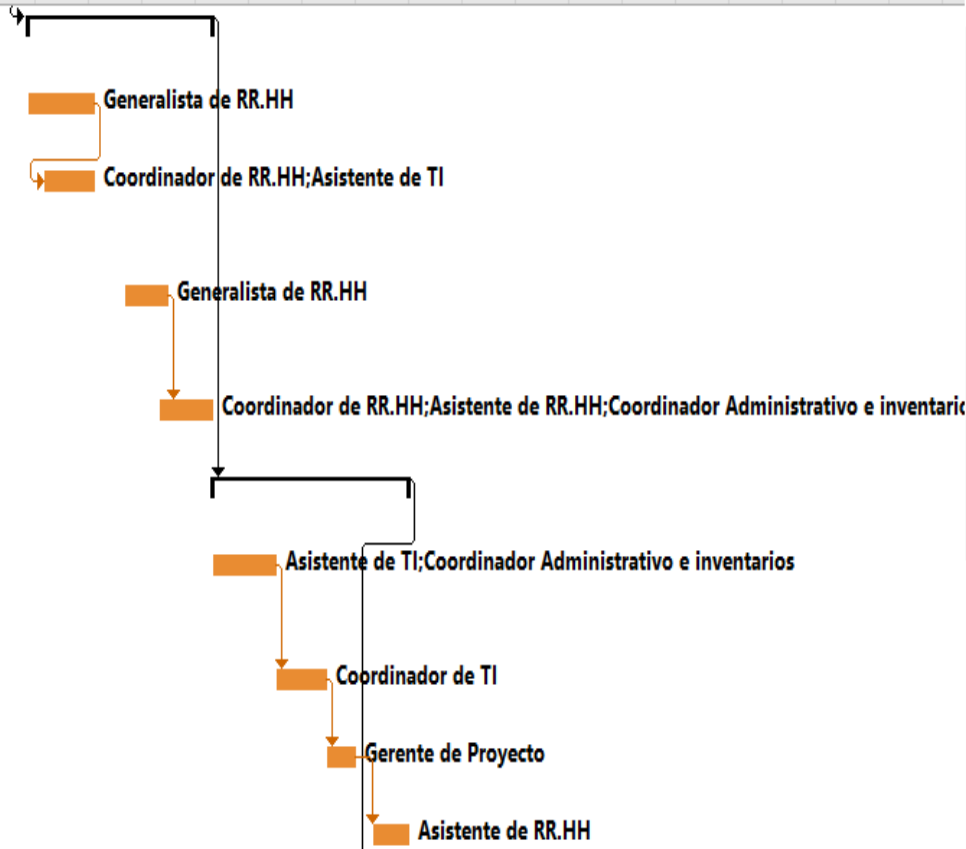 Generalista de RR.HH
Coordinador de RR.HH;Asistente de TI
Generalista de RR.HH
Coordinador de RR.HH;Asistente de RR.HH;Coordinador Administrativo e inventario
Asistente de TI;Coordinador Administrativo e inventarios
Coordinador de TI
Gerente de Proyecto
Asistente de RR.HH